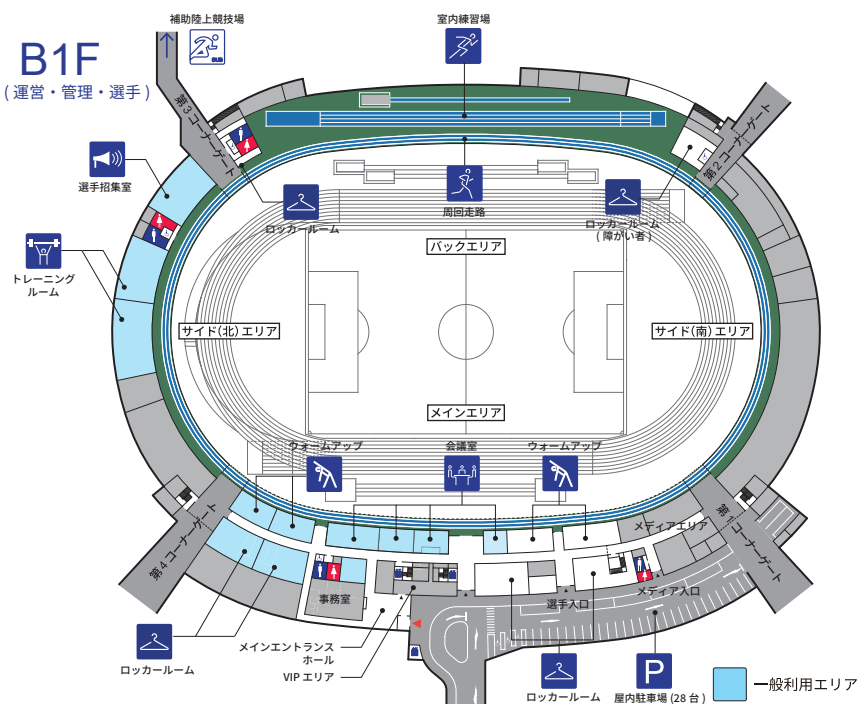 補助陸上競技場
SUB
室内練習場
B1F
(運営・管理・選手)
第3コーナーゲート
第2コーナーゲート
選手招集室
ロッカールーム
周回走路
ロッカールーム
(障がい者)
バックエリア
トレーニング
ルーム
サイド(北)エリア
サイド(南)エリア
メインエリア
ウォームアップ
会議室
ウォームアップ
第4コーナーゲート
メディアエリア
第1コーナーゲート
事務室
選手入口
メディア入口
ロッカールーム
メインエントランス
ホール
VIP エリア
ロッカールーム
P
屋内駐車場(28台)
一般利用エリア